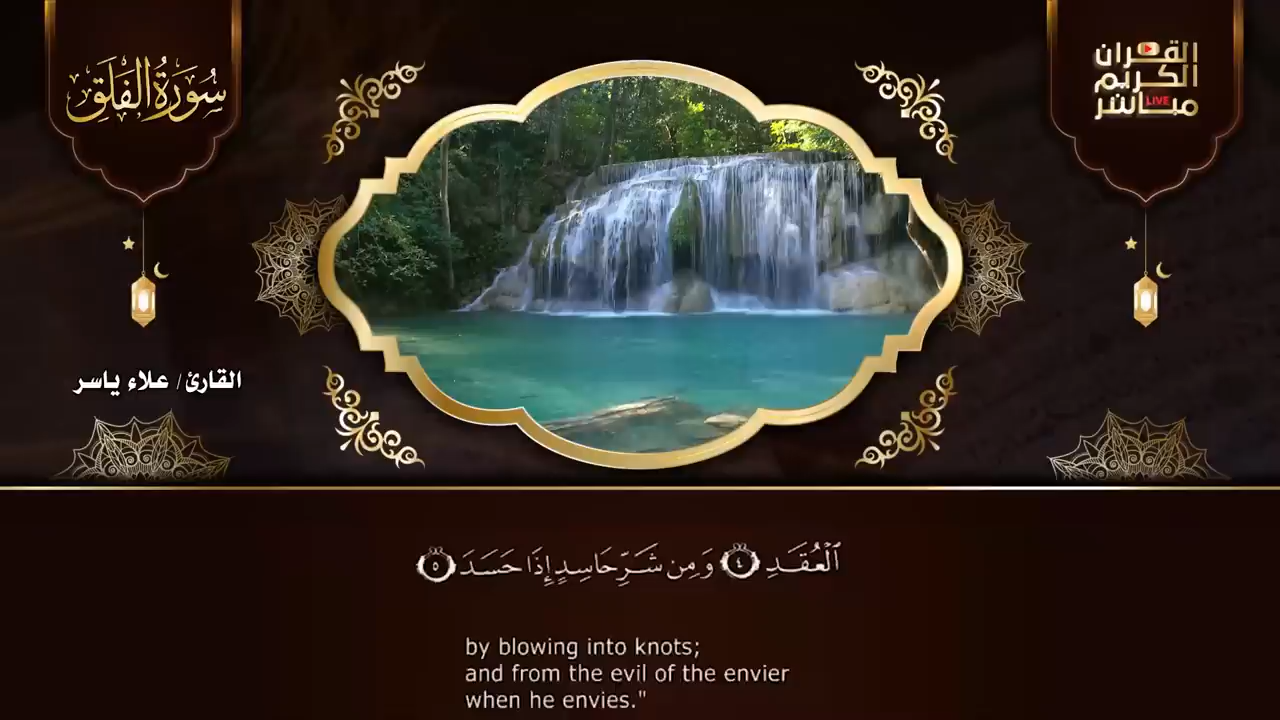 سُورَةُ الفَلَقِ
القرآن
الكريم
مباشر
LIVE
القارئ/ علاء ياسر
ٱلۡعُقَدِ ٤ وَمِن شَرِّ حَاسِدٍ إِذَا حَسَدَ ٥
by blowing into knots;
and from the evil of the envier
when he envies."